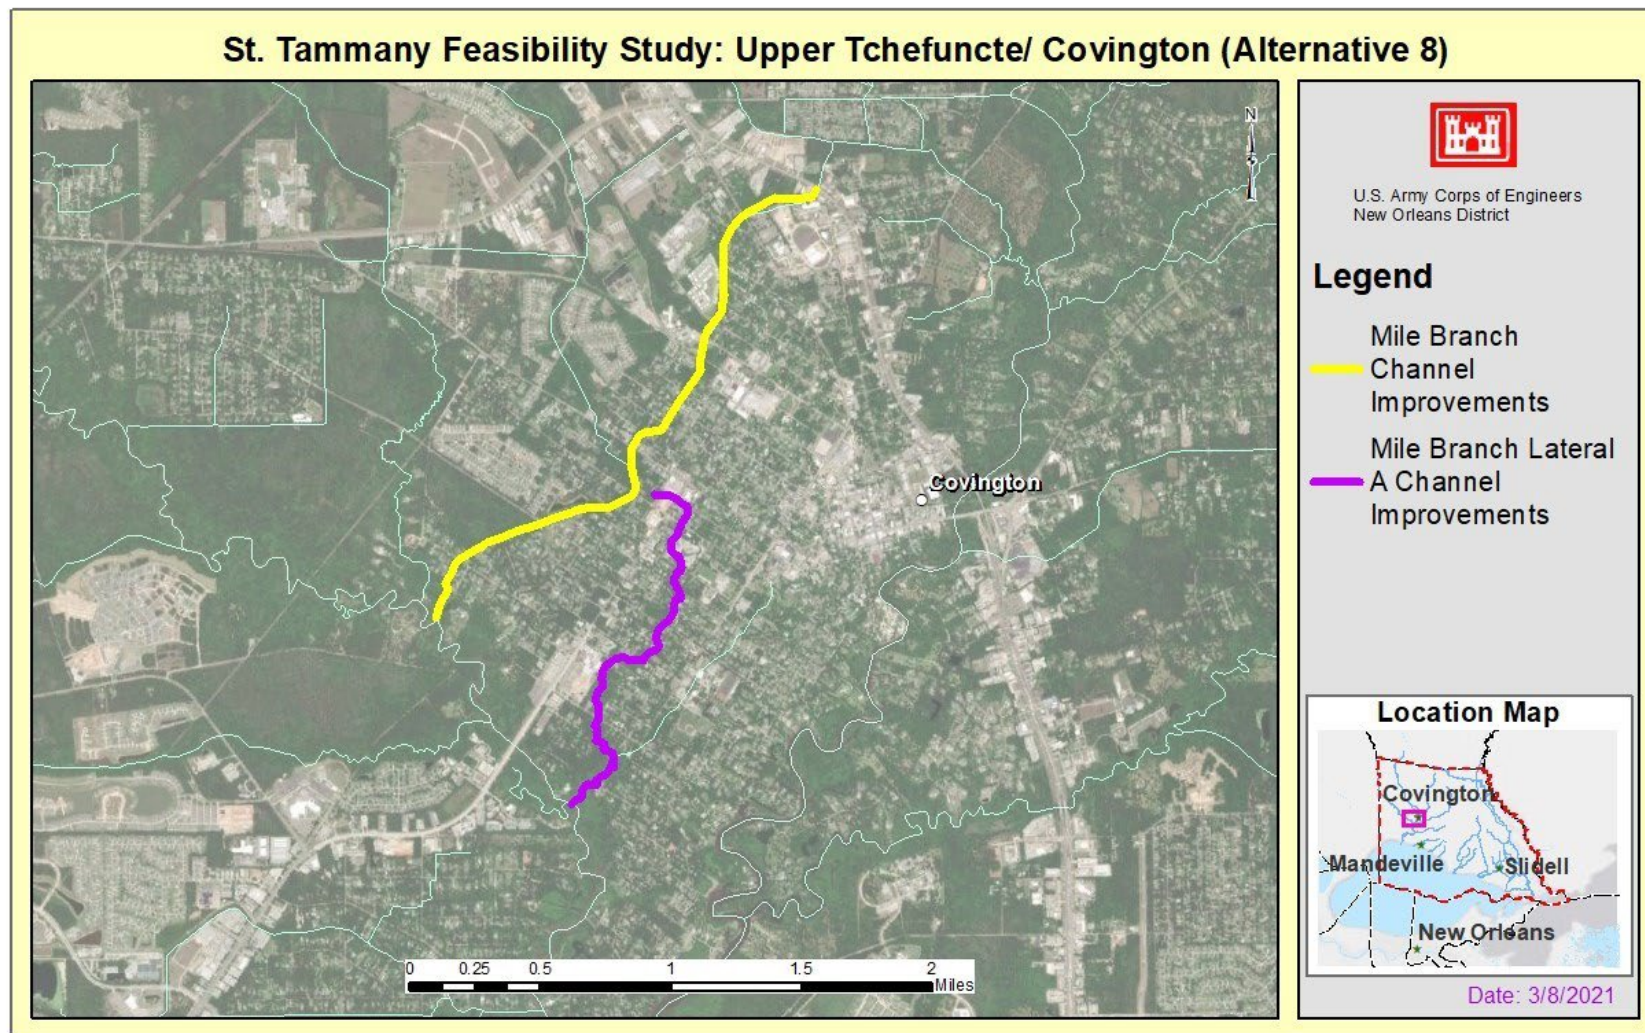 St. Tammany Feasibility Study: Upper Tchefuncte/ Covington (Alternative 8)
N
Covington
0 0.25 0.5 1 1.5 2
Miles
U.S. Army Corps of Engineers
New Orleans District
Legend
Mile Branch
Channel
Improvements
Mile Branch Lateral
A Channel
Improvements
Location Map
Covington
Mandeville
Slidell
New Orleans
Date: 3/8/2021